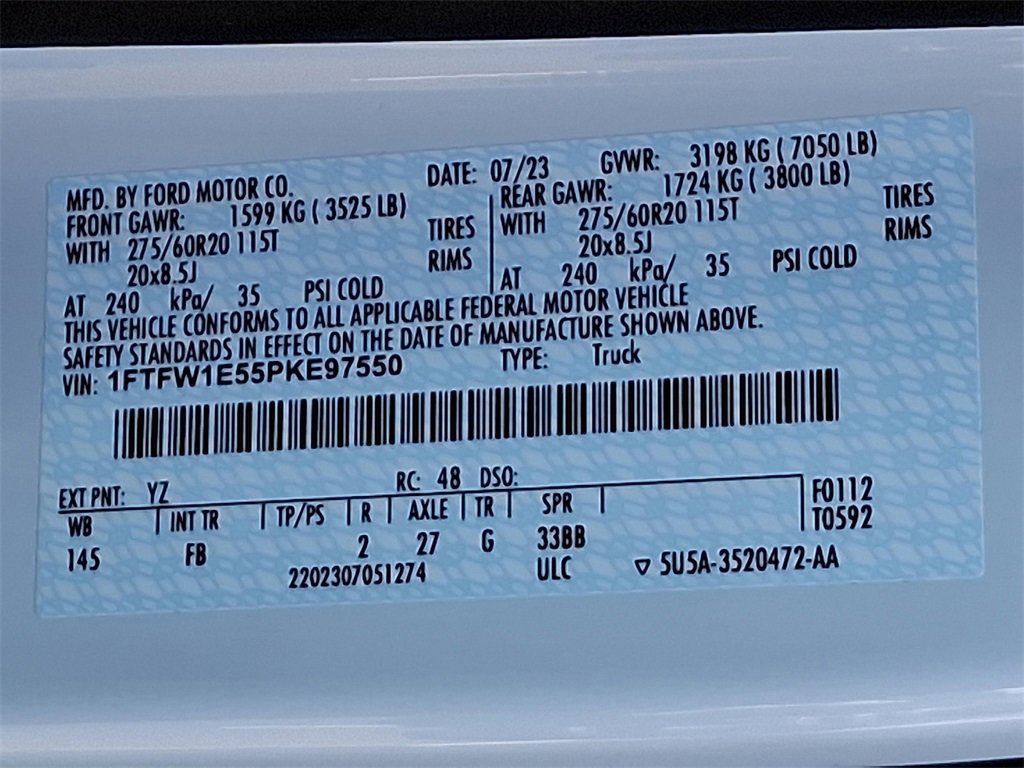 MFD. BY FORD MOTOR CO. DATE: 07/23 GVWR: 3198 KG ( 7050 LB)
FRONT GAWR: 1599 KG ( 3525 LB) REAR GAWR: 1724 KG ( 3800 LB)
WITH 275/60R20 115T TIRES WITH 275/60R20 115T TIRES
20x8.5J RIMS 20x8.5J RIMS
AT 240 kPa/ 35 PSI COLD AT 240 kPa/ 35 PSI COLD
THIS VEHICLE CONFORMS TO ALL APPLICABLE FEDERAL MOTOR VEHICLE
SAFETY STANDARDS IN EFFECT ON THE DATE OF MANUFACTURE SHOWN ABOVE.
VIN: 1FTFW1E55PKE97550 TYPE: Truck
EXT PNT: YZ RC: 48 DSO:
WB INT TR TP/PS R AXLE TR SPR F0112
T0592
145 FB 2 27 G 33BB
2202307051274 ULC ▽ 5U5A-3520472-AA